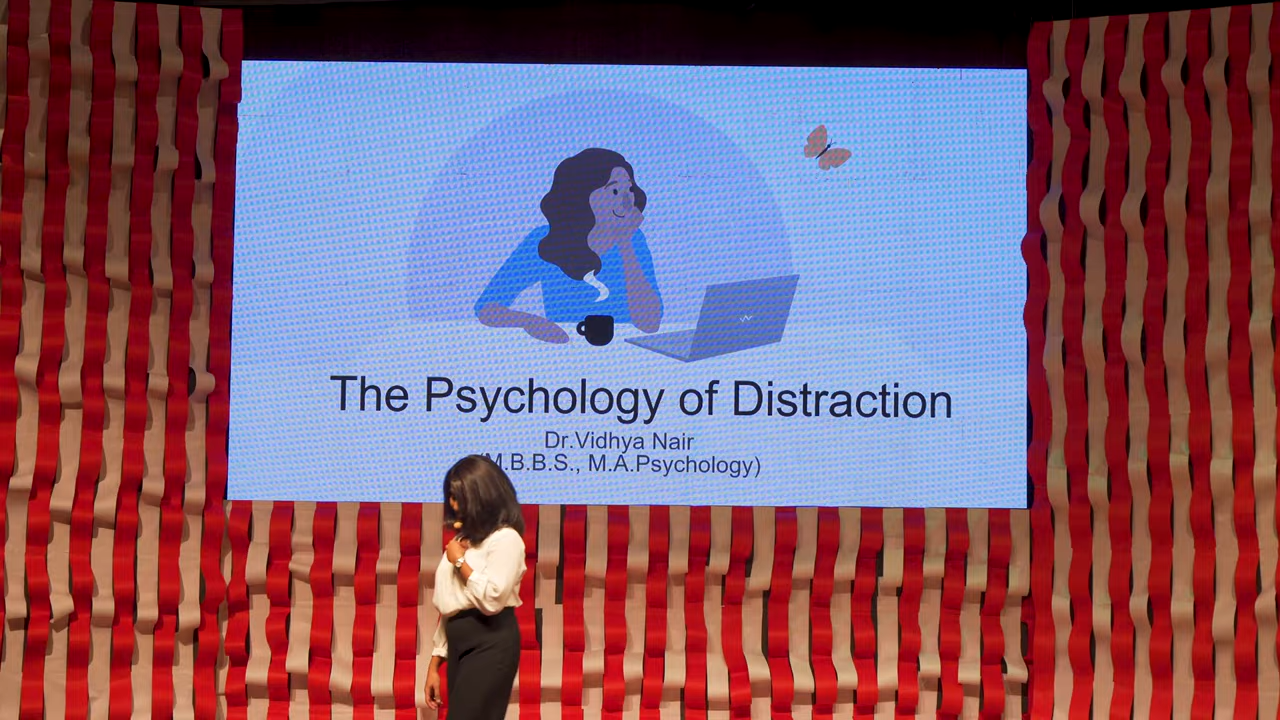 The Psychology of Distraction
Dr.Vidhya Nair
(M.B.B.S., M.A.Psychology)